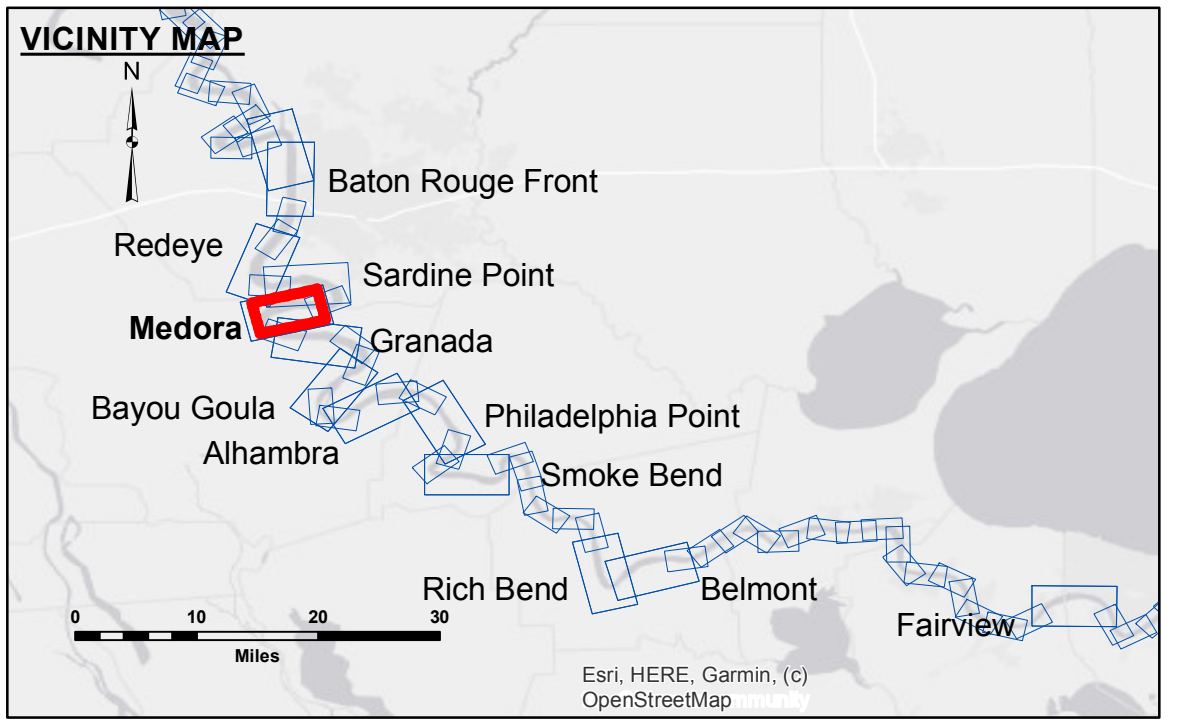 VICINITY MAP
N
Baton Rouge Front
Redeye
Sardine Point
Medora
Granada
Bayou Goula
Philadelphia Point
Alhambra
Smoke Bend
Rich Bend
Belmont
Fairview
0 10 20 30
Miles
Esri, HERE, Garmin, (c)
OpenStreetMap munity